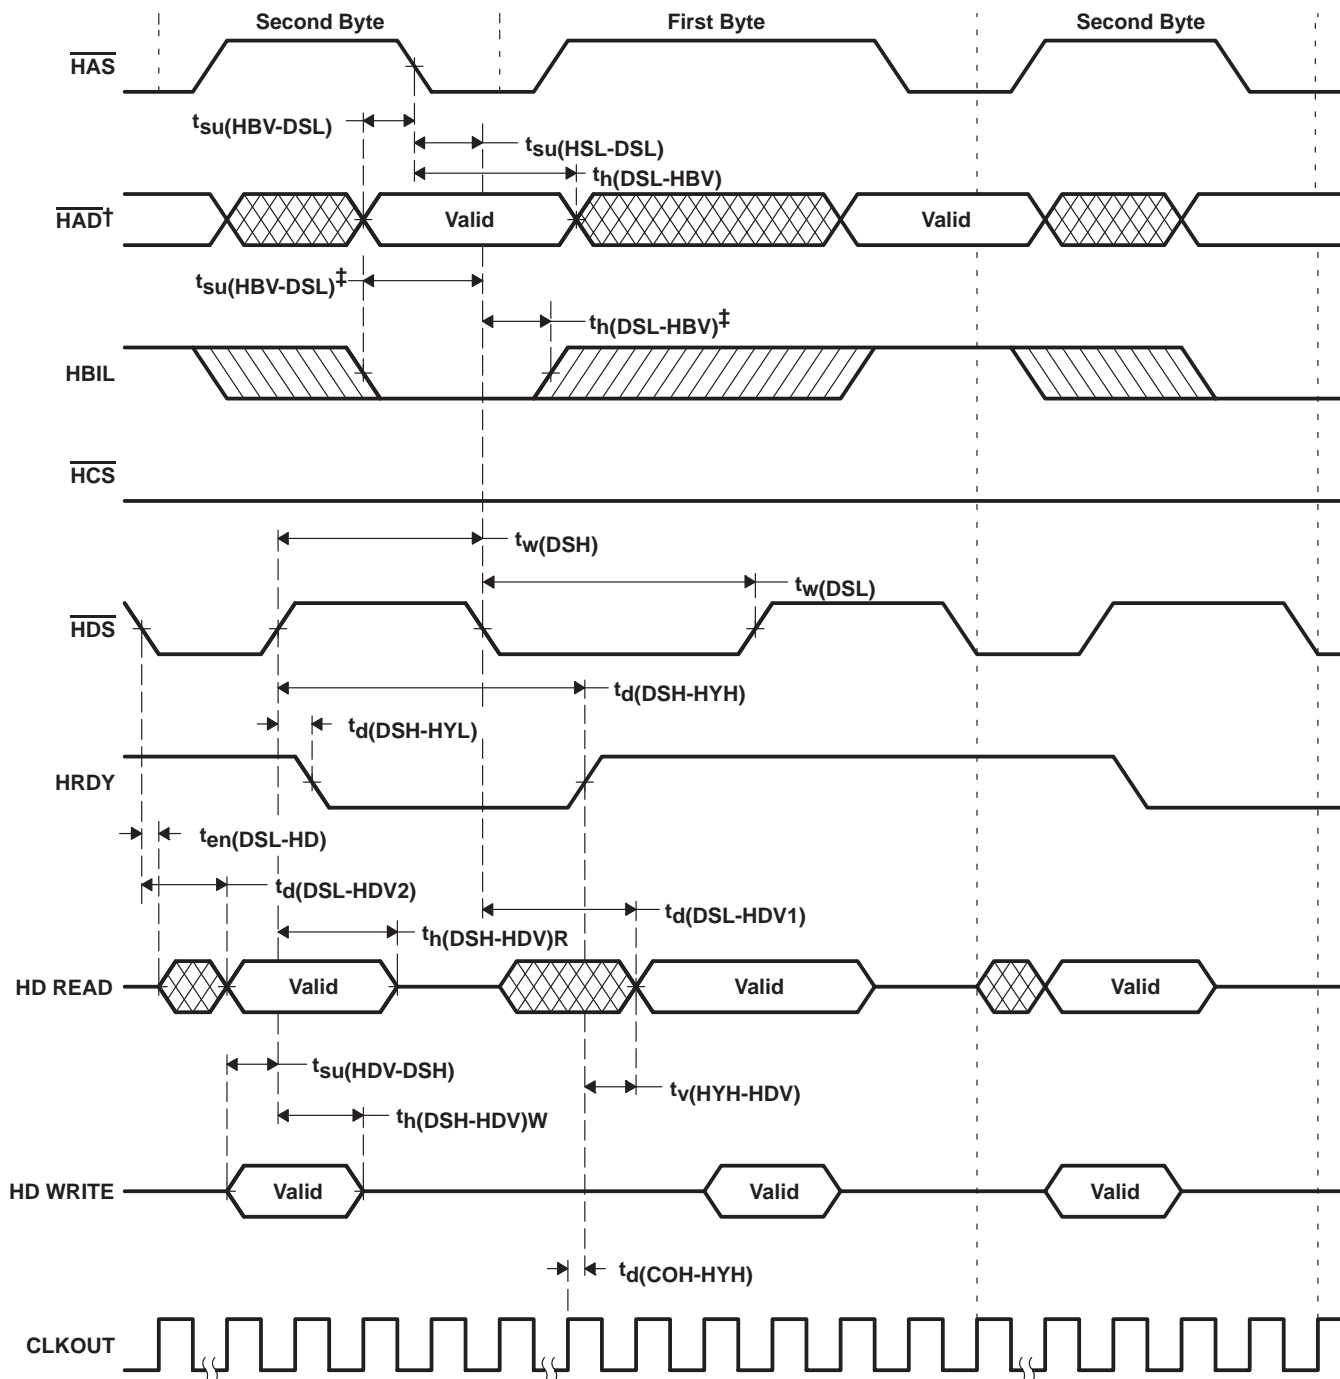 Second Byte First Byte Second Byte
HAS
tsu(HBV-DSL)
tsu(HSL-DSL)
th(DSL-HBV)
HAD†
Valid Valid
tsu(HBV-DSL)‡
th(DSL-HBV)‡
HBIL
HCS
tw(DSH)
tw(DSL)
HDS
td(DSH-HYH)
td(DSH-HYL)
HRDY
ten(DSL-HD)
td(DSL-HDV2)
td(DSL-HDV1)
th(DSH-HDV)R
HD READ
Valid Valid Valid
tsu(HDV-DSH)
tv(HYH-HDV)
th(DSH-HDV)W
HD WRITE
Valid Valid Valid
td(COH-HYH)
CLKOUT